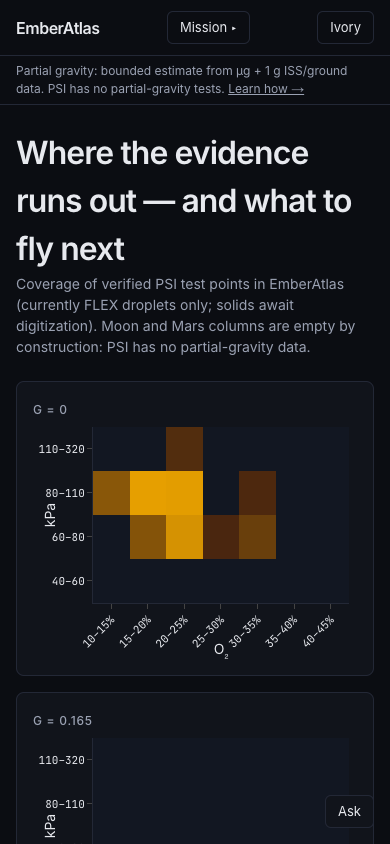 EmberAtlas
Mission ▸
Ivory
Partial gravity: bounded estimate from μg + 1 g ISS/ground
data. PSI has no partial-gravity tests. Learn how →
Where the evidence
runs out — and what to
fly next
Coverage of verified PSI test points in EmberAtlas
(currently FLEX droplets only; solids await
digitization). Moon and Mars columns are empty by
construction: PSI has no partial-gravity data.
G = 0
110–320
80–110
60–80
40–60
kPa
10–15%
15–20%
20–25%
25–30%
30–35%
35–40%
40–45%
O₂
G = 0.165
110–320
80–110
kPa
Ask